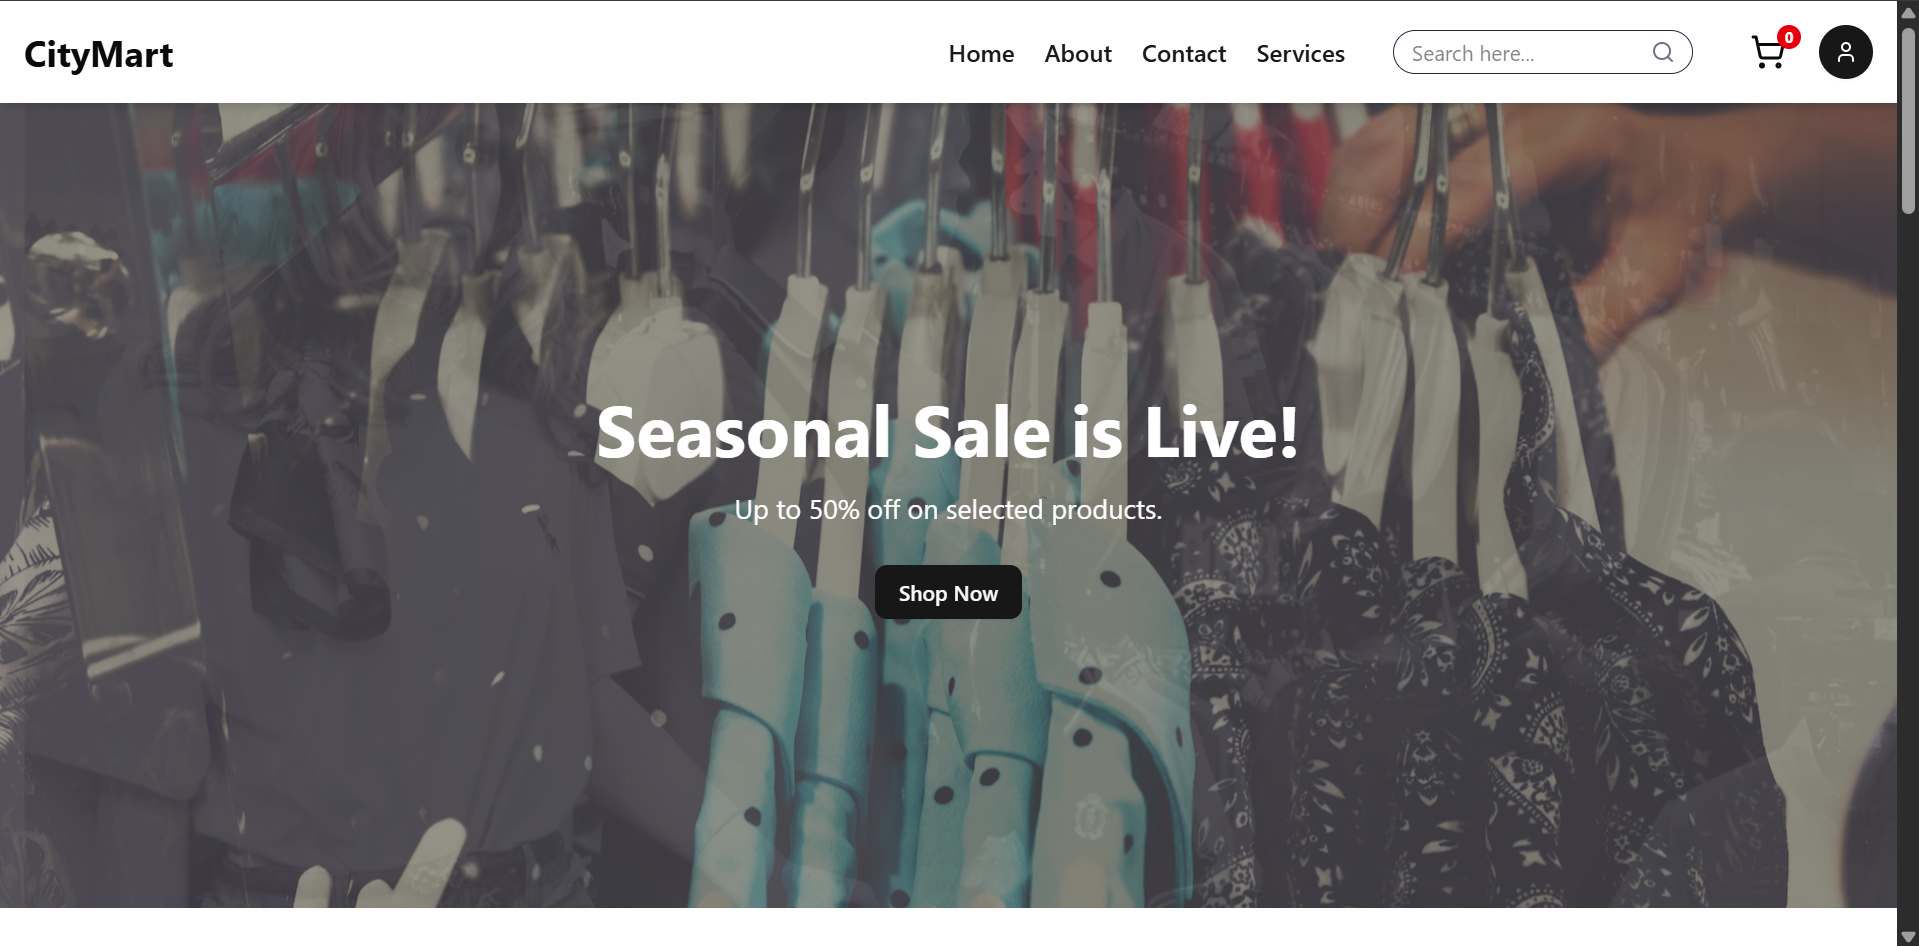 CityMart
Home About Contact Services Search here... 0
Seasonal Sale is Live!
Up to 50% off on selected products.
Shop Now